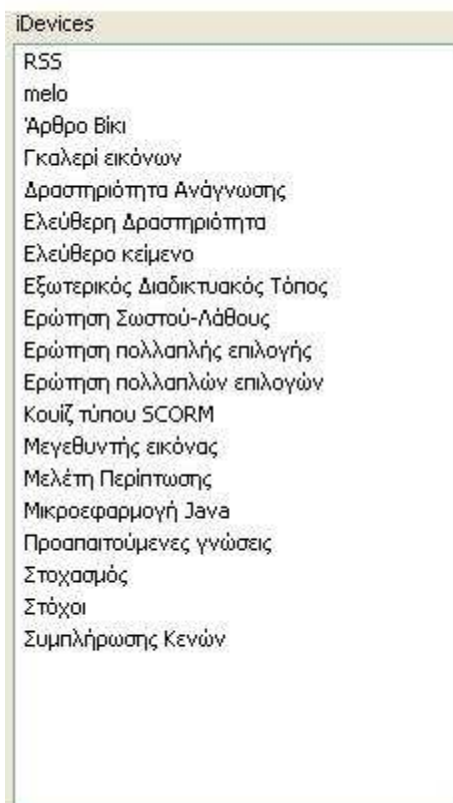 iDevices
RSS
melo
Άρθρο Βίκι
Γκαλερί εικόνων
Δραστηριότητα Ανάγνωσης
Ελεύθερη Δραστηριότητα
Ελεύθερο κείμενο
Εξωτερικός Διαδικτυακός Τόπος
Ερώτηση Σωστού-Λάθους
Ερώτηση πολλαπλής επιλογής
Ερώτηση πολλαπλών επιλογών
Κουίζ τύπου SCORM
Μεγεθυντής εικόνας
Μελέτη Περίπτωσης
Μικροεφαρμογή Java
Προαπαιτούμενες γνώσεις
Στοχασμός
Στόχοι
Συμπλήρωσης Κενών